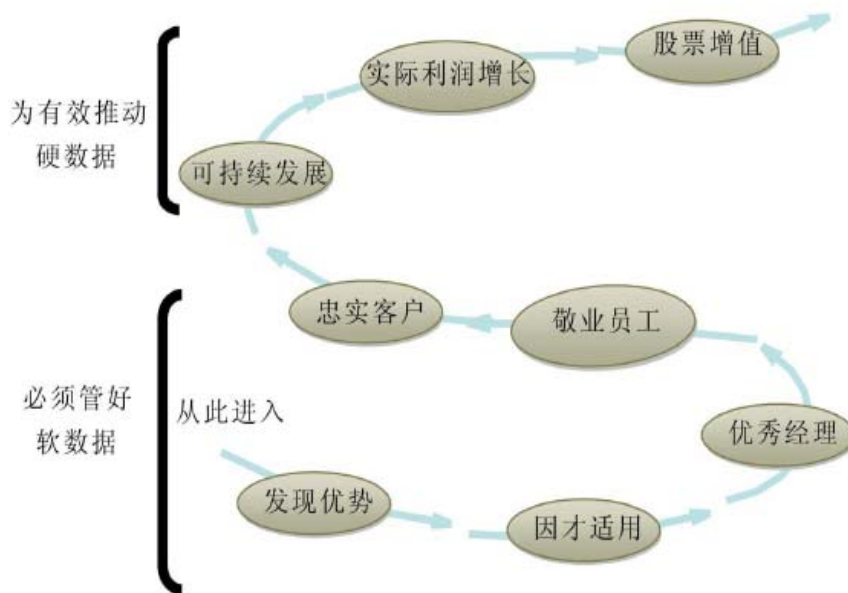 股票增值
实际利润增长
为有效推动
硬数据
可持续发展
忠实客户
敬业员工
必须管好
软数据
从此进入
优秀经理
发现优势
因才适用